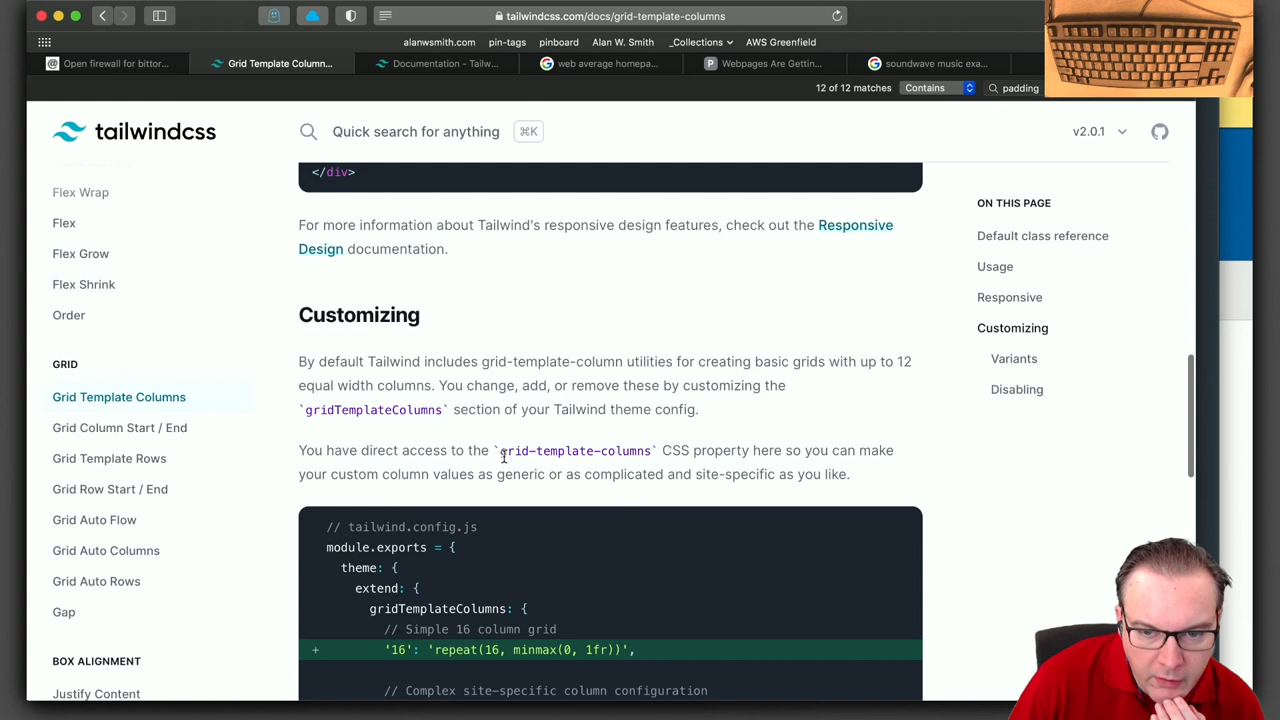 tailwindcss.com/docs/grid-template-columns
alanwsmith.com pin-tags pinboard Alan W. Smith _Collections AWS Greenfield
Open firewall for bittor... Grid Template Column... Documentation - Tailw... web average homepa... Webpages Are Gettin... soundwave music exa...
12 of 12 matches Contains padding
tailwindcss Quick search for anything ⌘K v2.0.1
Flex Wrap
Flex
Flex Grow
Flex Shrink
Order
GRID
Grid Template Columns
Grid Column Start / End
Grid Template Rows
Grid Row Start / End
Grid Auto Flow
Grid Auto Columns
Grid Auto Rows
Gap
BOX ALIGNMENT
Justify Content
</div>
For more information about Tailwind's responsive design features, check out the Responsive
Design documentation.
Customizing
By default Tailwind includes grid-template-column utilities for creating basic grids with up to 12
equal width columns. You change, add, or remove these by customizing the
`gridTemplateColumns` section of your Tailwind theme config.
You have direct access to the `grid-template-columns` CSS property here so you can make
your custom column values as generic or as complicated and site-specific as you like.
// tailwind.config.js
module.exports = {
theme: {
extend: {
gridTemplateColumns: {
// Simple 16 column grid
+ '16': 'repeat(16, minmax(0, 1fr))',
// Complex site-specific column configuration
ON THIS PAGE
Default class reference
Usage
Responsive
Customizing
Variants
Disabling